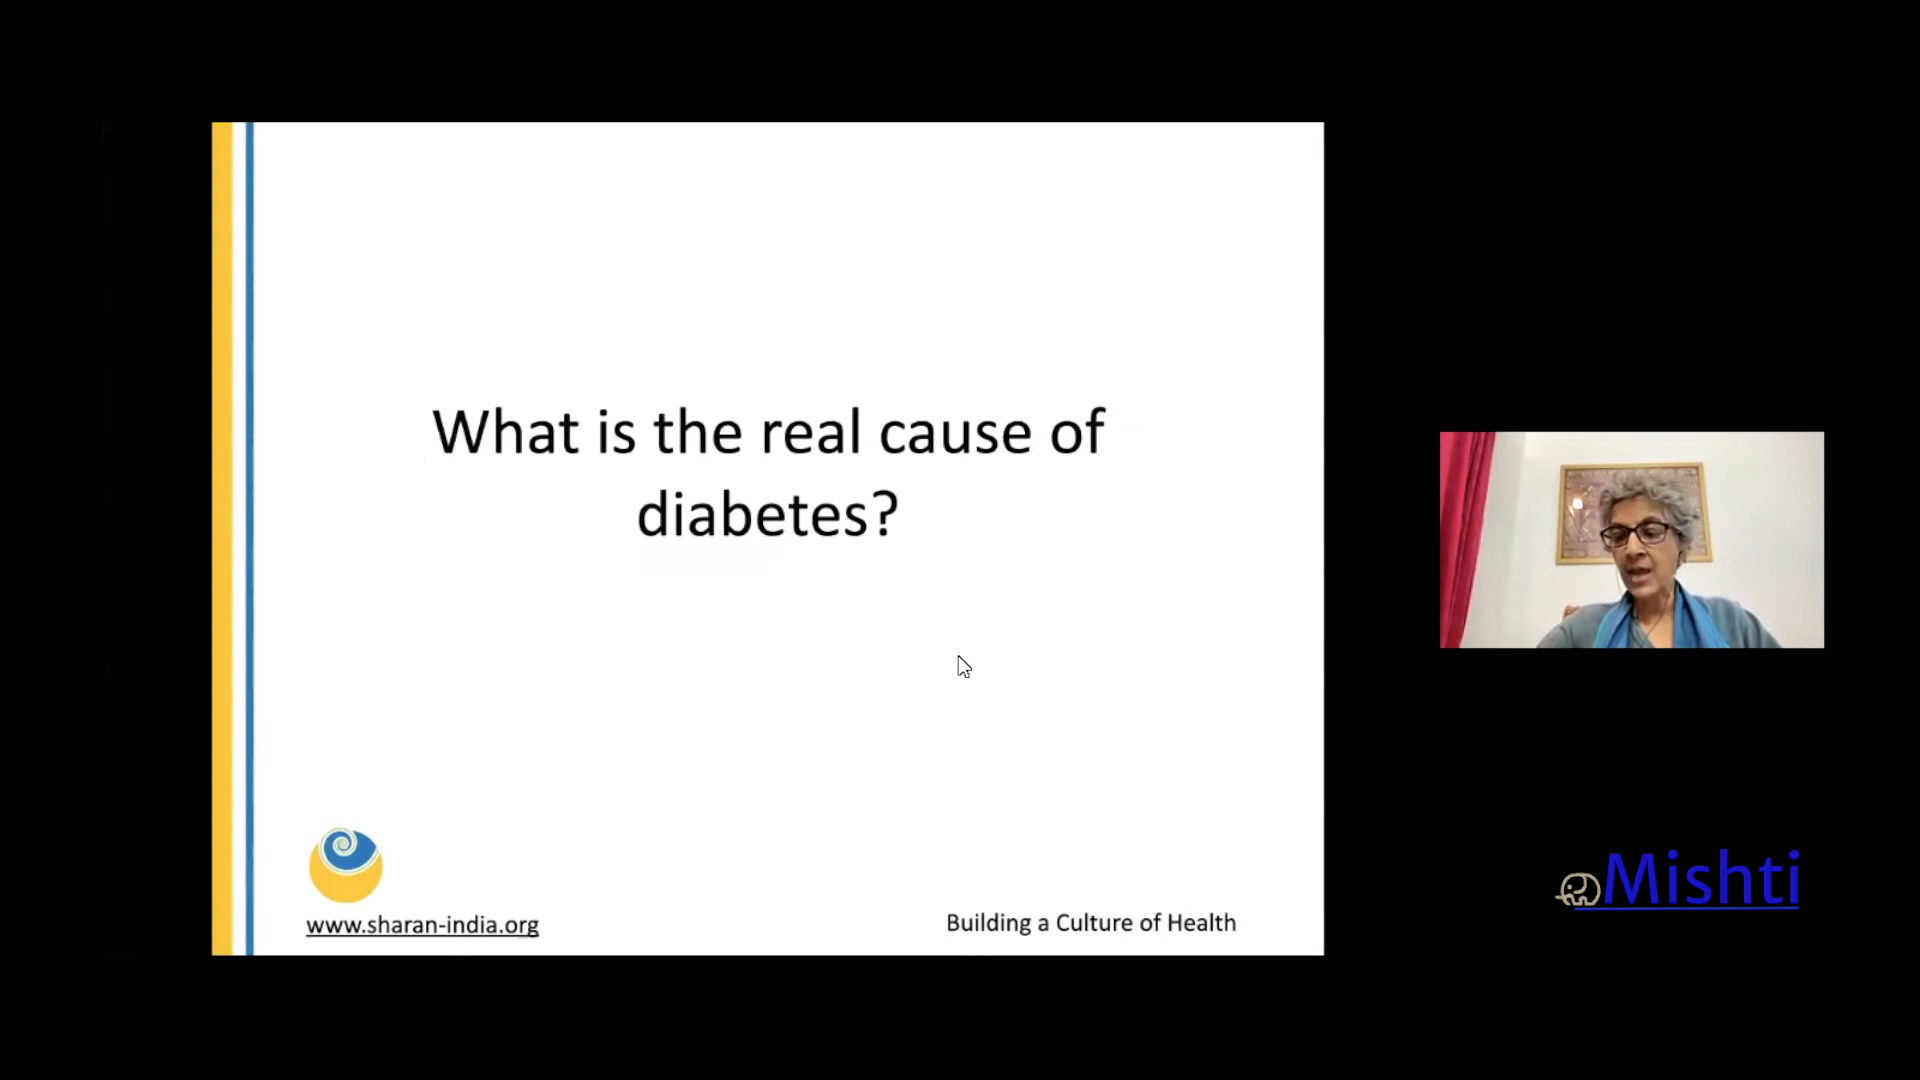 What is the real cause of
diabetes?
www.sharan-india.org
Building a Culture of Health
Mishti